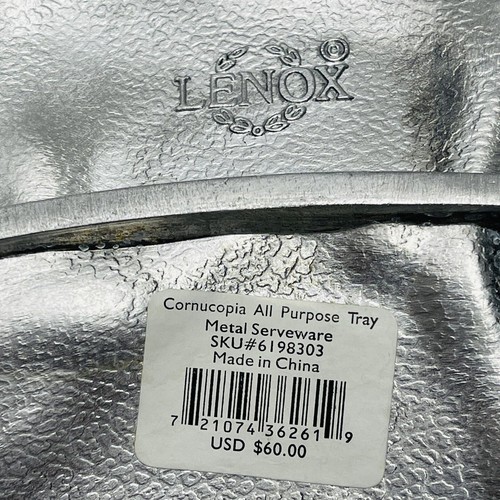 LENOX
Cornucopia All Purpose Tray
Metal Serveware
SKU#6198303
Made in China
7 21074 36261 9
USD $60.00